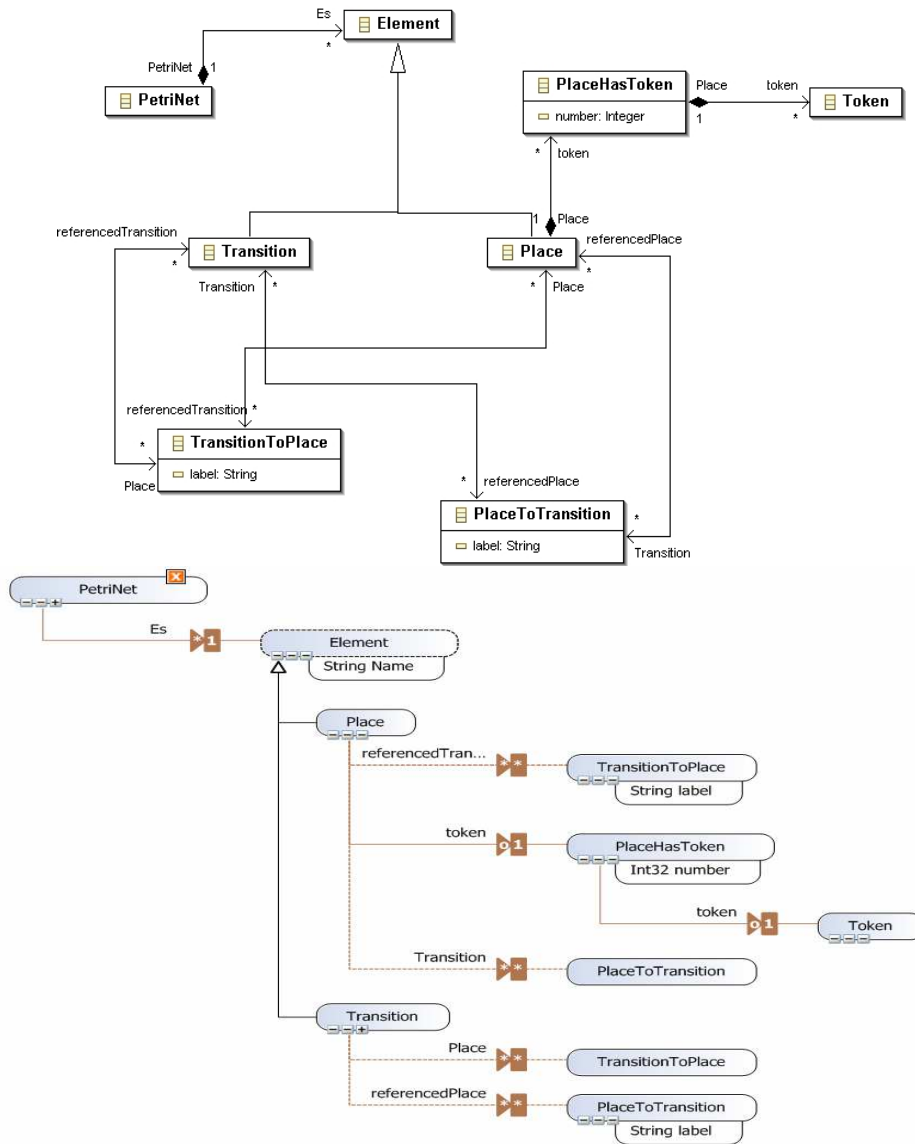 Es
Element
*
PetriNet 1
PetriNet
PlaceHasToken
number: Integer
Place
1
token
*
Token
* token
1 Place
referencedTransition
*
Transition
Transition *
Place
referencedPlace
*
* Place
referencedTransition *
TransitionToPlace
label: String
*
Place
* referencedPlace
PlaceToTransition
label: String
*
Transition
PetriNet
Es
* 1
Element
String Name
Place
referencedTran...
* *
TransitionToPlace
String label
token
0 1
PlaceHasToken
Int32 number
token
0 1
Token
Transition
* *
PlaceToTransition
Transition
Place
* *
TransitionToPlace
referencedPlace
* *
PlaceToTransition
String label